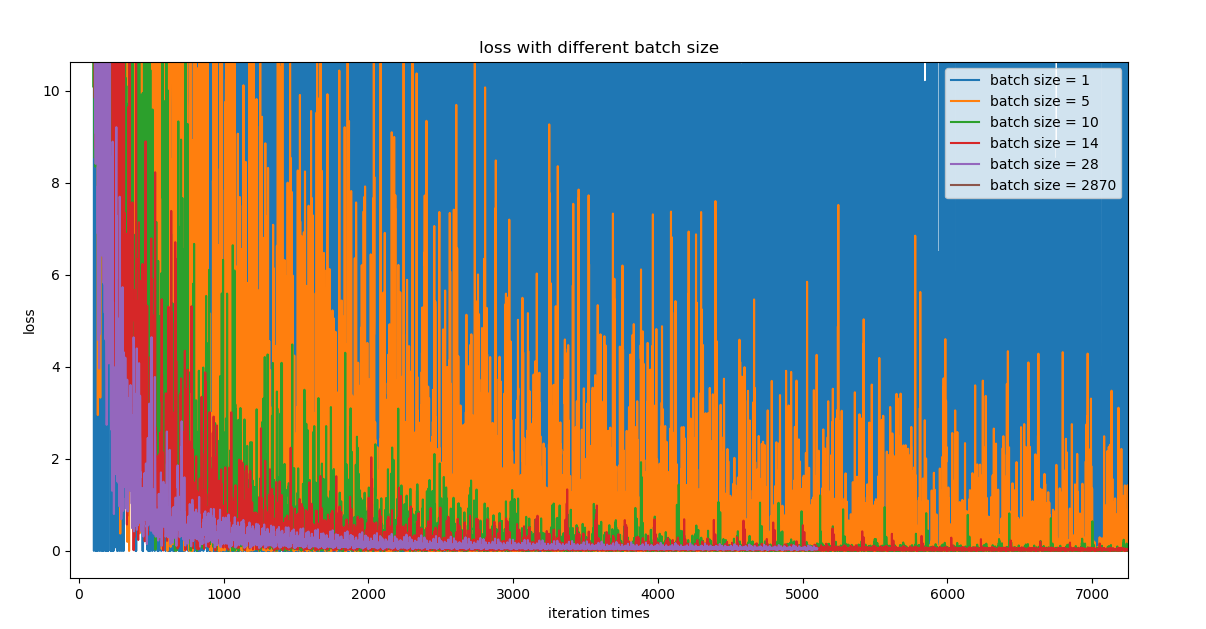 loss with different batch size
10
8
6
4
2
0
loss
batch size = 1
batch size = 5
batch size = 10
batch size = 14
batch size = 28
batch size = 2870
0 1000 2000 3000 4000 5000 6000 7000
iteration times